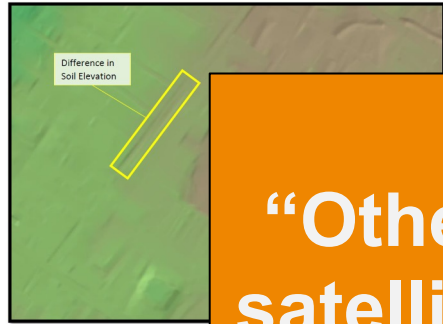 Difference in
Soil Elevation
“Othe
satelli